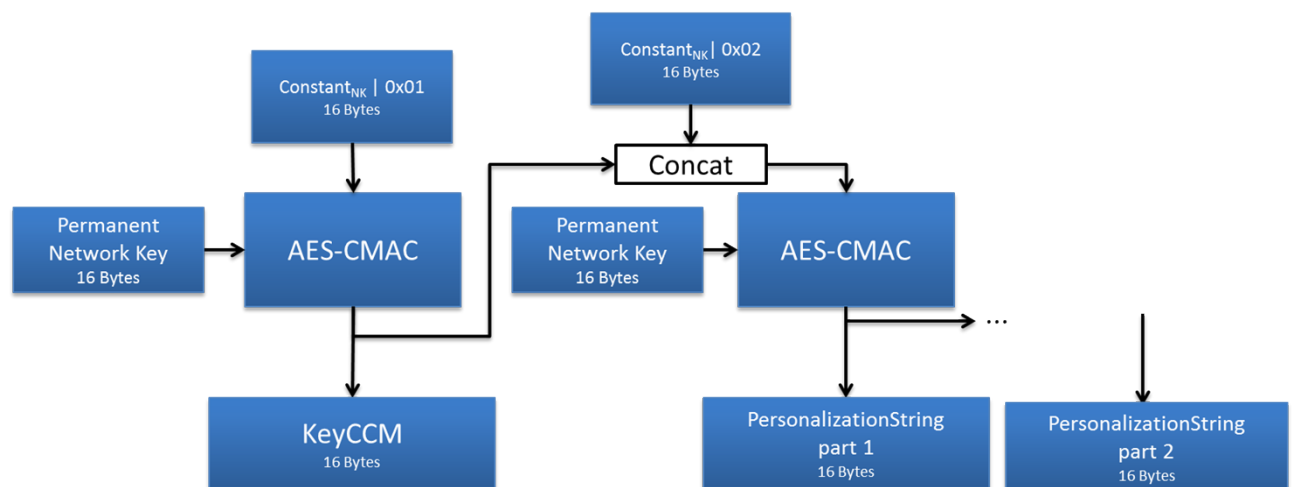 Constant_NK | 0x01
16 Bytes
Constant_NK| 0x02
16 Bytes
Concat
Permanent
Network Key
16 Bytes
AES-CMAC
Permanent
Network Key
16 Bytes
AES-CMAC
...
KeyCCM
16 Bytes
PersonalizationString
part 1
16 Bytes
PersonalizationString
part 2
16 Bytes